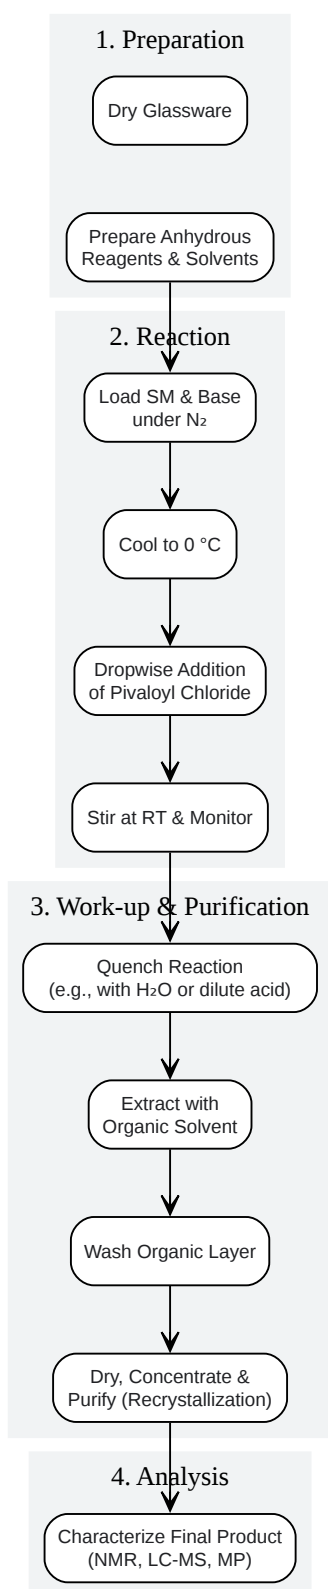 1. Preparation
Dry Glassware
Prepare Anhydrous
Reagents & Solvents
2. Reaction
Load SM & Base
under N₂
Cool to 0 °C
Dropwise Addition
of Pivaloyl Chloride
Stir at RT & Monitor
3. Work-up & Purification
Quench Reaction
(e.g., with H₂O or dilute acid)
Extract with
Organic Solvent
Wash Organic Layer
Dry, Concentrate &
Purify (Recrystallization)
4. Analysis
Characterize Final Product
(NMR, LC-MS, MP)